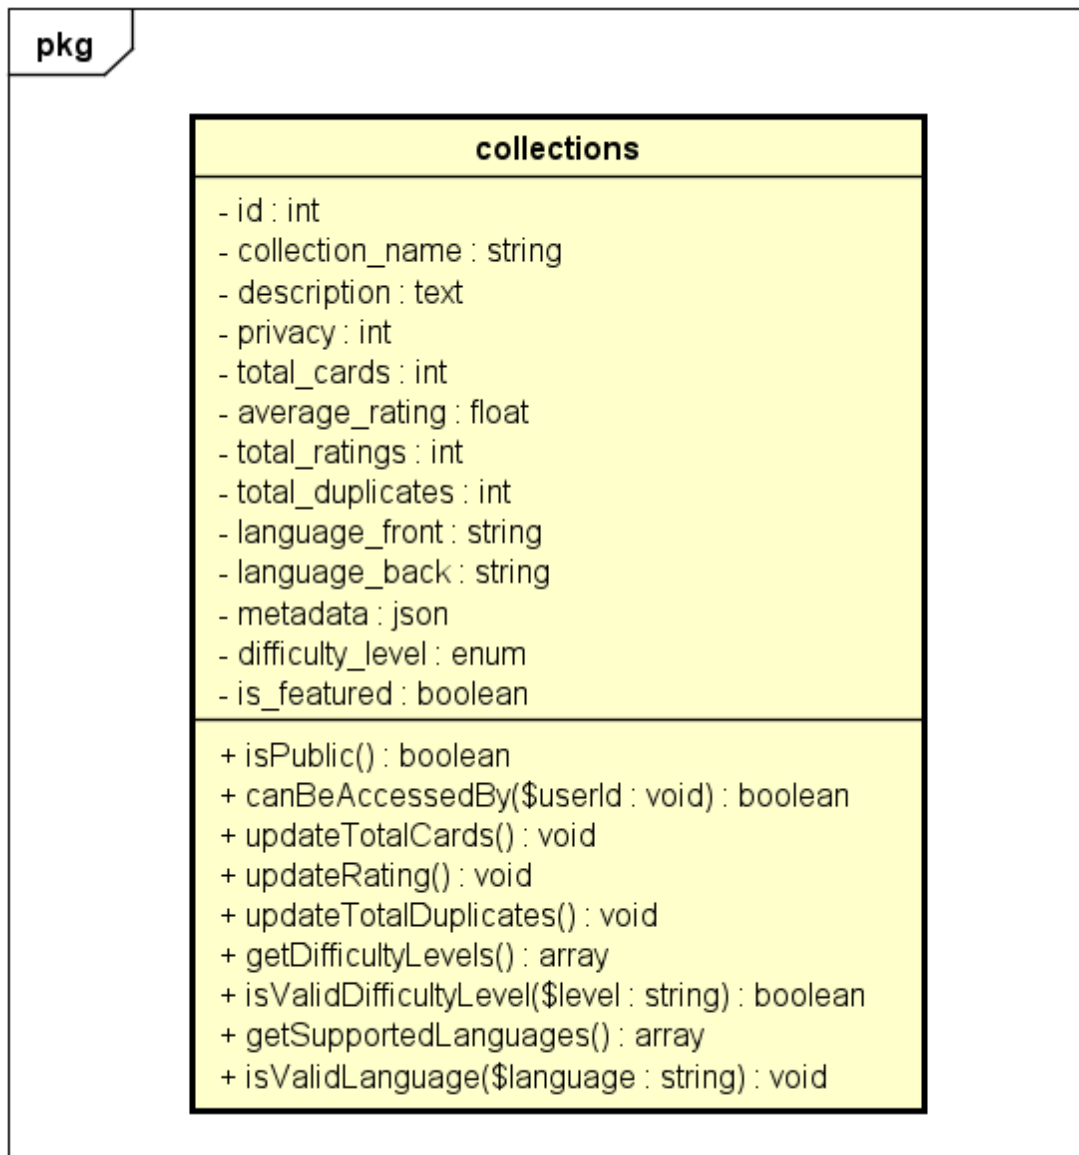 pkg
collections
- id : int
- collection_name : string
- description : text
- privacy : int
- total_cards : int
- average_rating : float
- total_ratings : int
- total_duplicates : int
- language_front : string
- language_back : string
- metadata : json
- difficulty_level : enum
- is_featured : boolean
+ isPublic() : boolean
+ canBeAccessedBy($userId : void) : boolean
+ updateTotalCards() : void
+ updateRating() : void
+ updateTotalDuplicates() : void
+ getDifficultyLevels() : array
+ isValidDifficultyLevel($level : string) : boolean
+ getSupportedLanguages() : array
+ isValidLanguage($language : string) : void